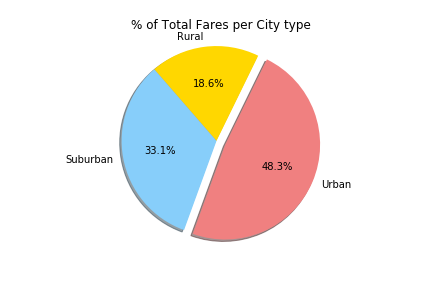 % of Total Fares per City type
Rural
18.6%
33.1%
Suburban
48.3%
Urban